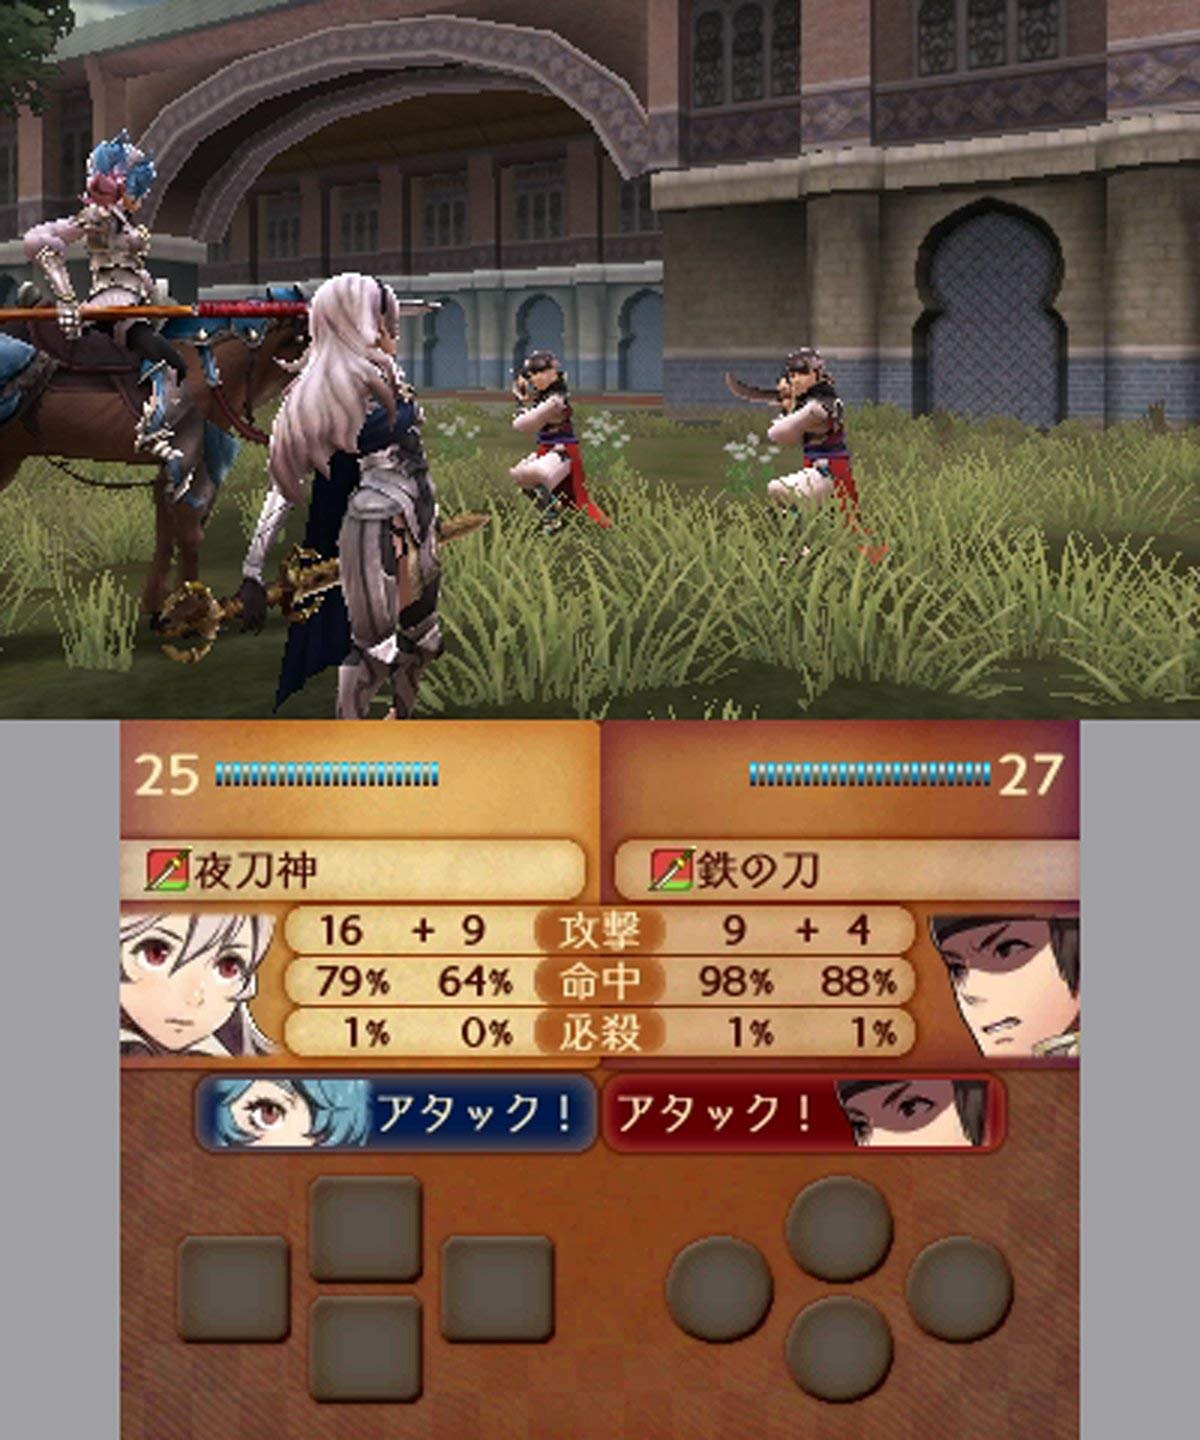 25 27
夜刀神 鉄の刀
16 + 9 攻撃 9 + 4
79% 64% 命中 98% 88%
1% 0% 必殺 1% 1%
アタック! アタック!